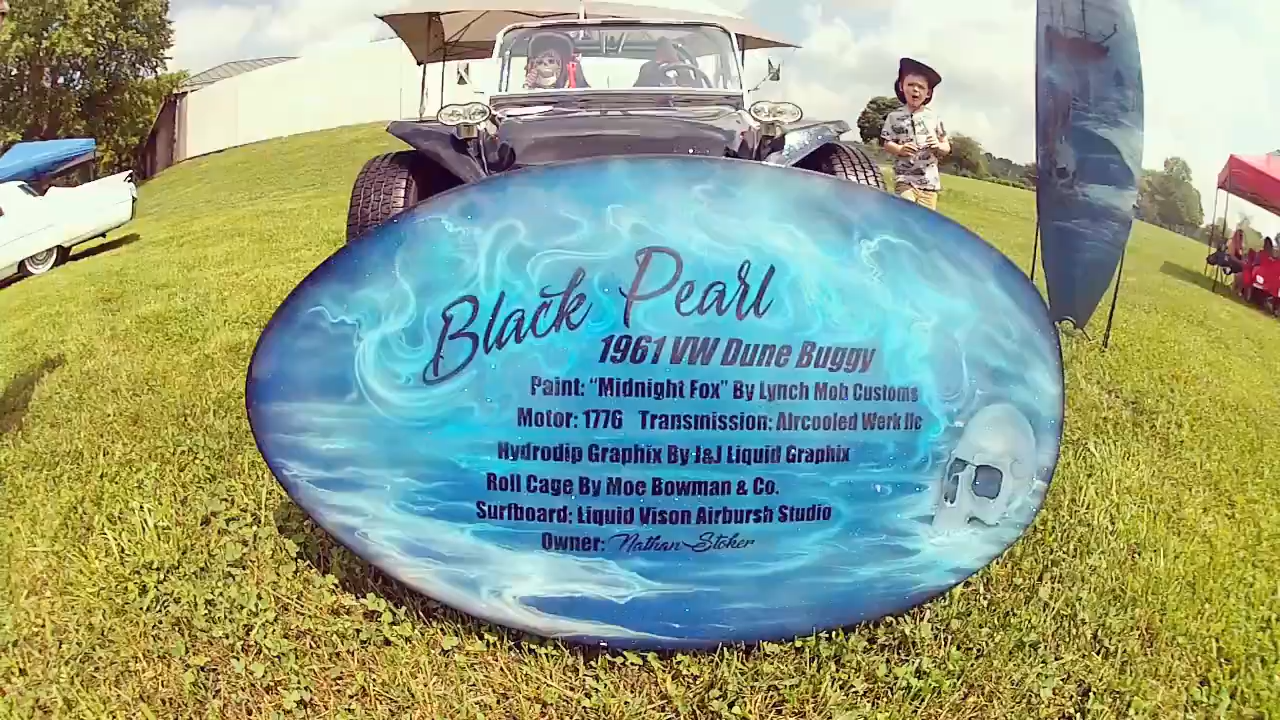 Black Pearl
1961 VW Dune Buggy
Paint: "Midnight Fox" By Lynch Mob Customs
Motor: 1776 Transmission: Aircooled Werk llc
Hydrodip Graphix By J&J Liquid Graphix
Roll Cage By Moe Bowman & Co.
Surfboard: Liquid Vison Airbursh Studio
Owner: Nathan Stoker